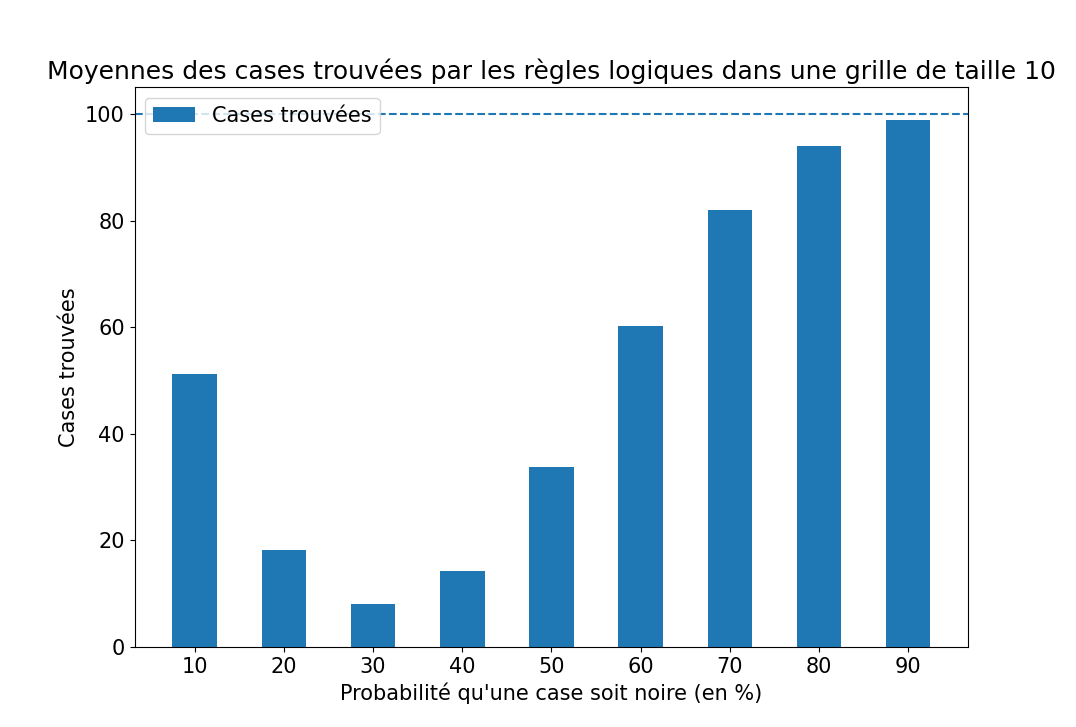 Moyennes des cases trouvées par les règles logiques dans une grille de taille 10
Cases trouvées
100
80
60
40
20
0
Cases trouvées
10 20 30 40 50 60 70 80 90
Probabilité qu'une case soit noire (en %)